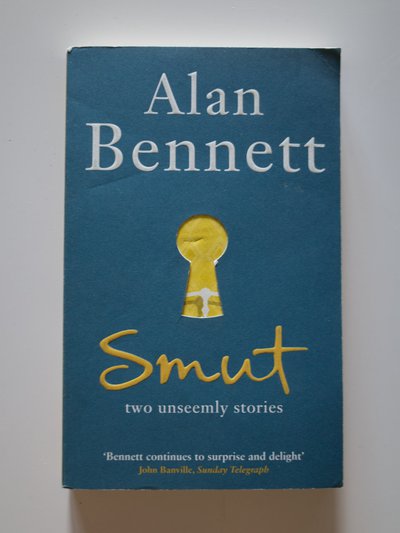 Alan
Bennett
Smut
two unseemly stories
‘Bennett continues to surprise and delight’
John Banville, Sunday Telegraph